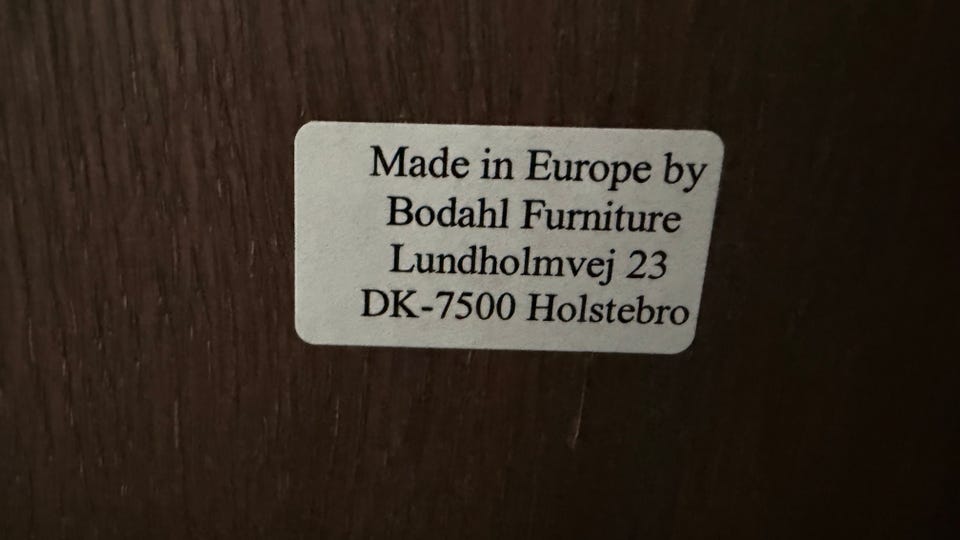 Made in Europe by
Bodahl Furniture
Lundholmvej 23
DK-7500 Holstebro